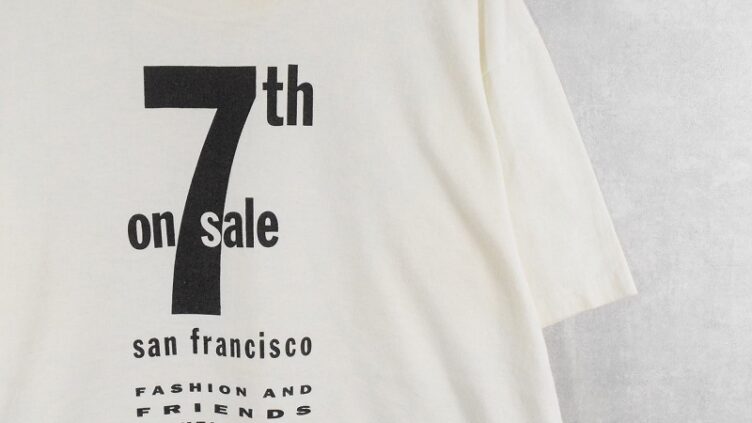 7th
on sale
san francisco
FASHION AND
FRIENDS